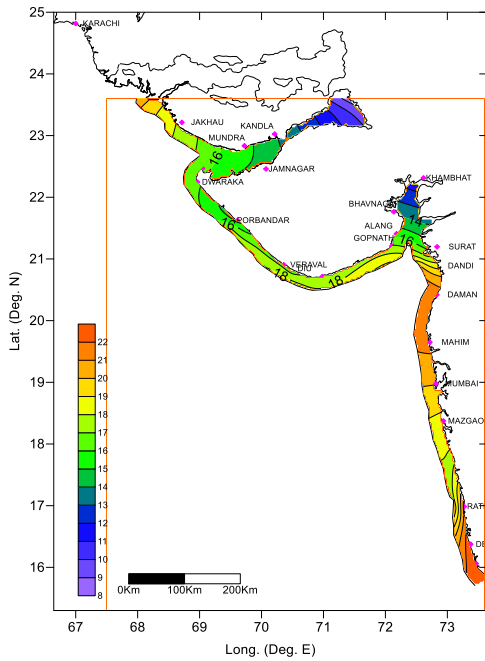 25
KARACHI
24
23
JAKHAU
KANDLA
MUNDRA
16
JAMNAGAR
DWARAKA
KHAMBHAT
22
BHAVNAG
14
ALANG
PORBANDAR
16
GOPNATH
16
SURAT
21
VERAVAL
DIU
18
18
DANDI
DAMAN
20
MAHIM
19
MUMBAI
18
MAZGAO
17
RAT
16
DE
22
21
20
19
18
17
16
15
14
13
12
11
10
9
8
0Km 100Km 200Km
67 68 69 70 71 72 73
Lat. (Deg. N)
Long. (Deg. E)